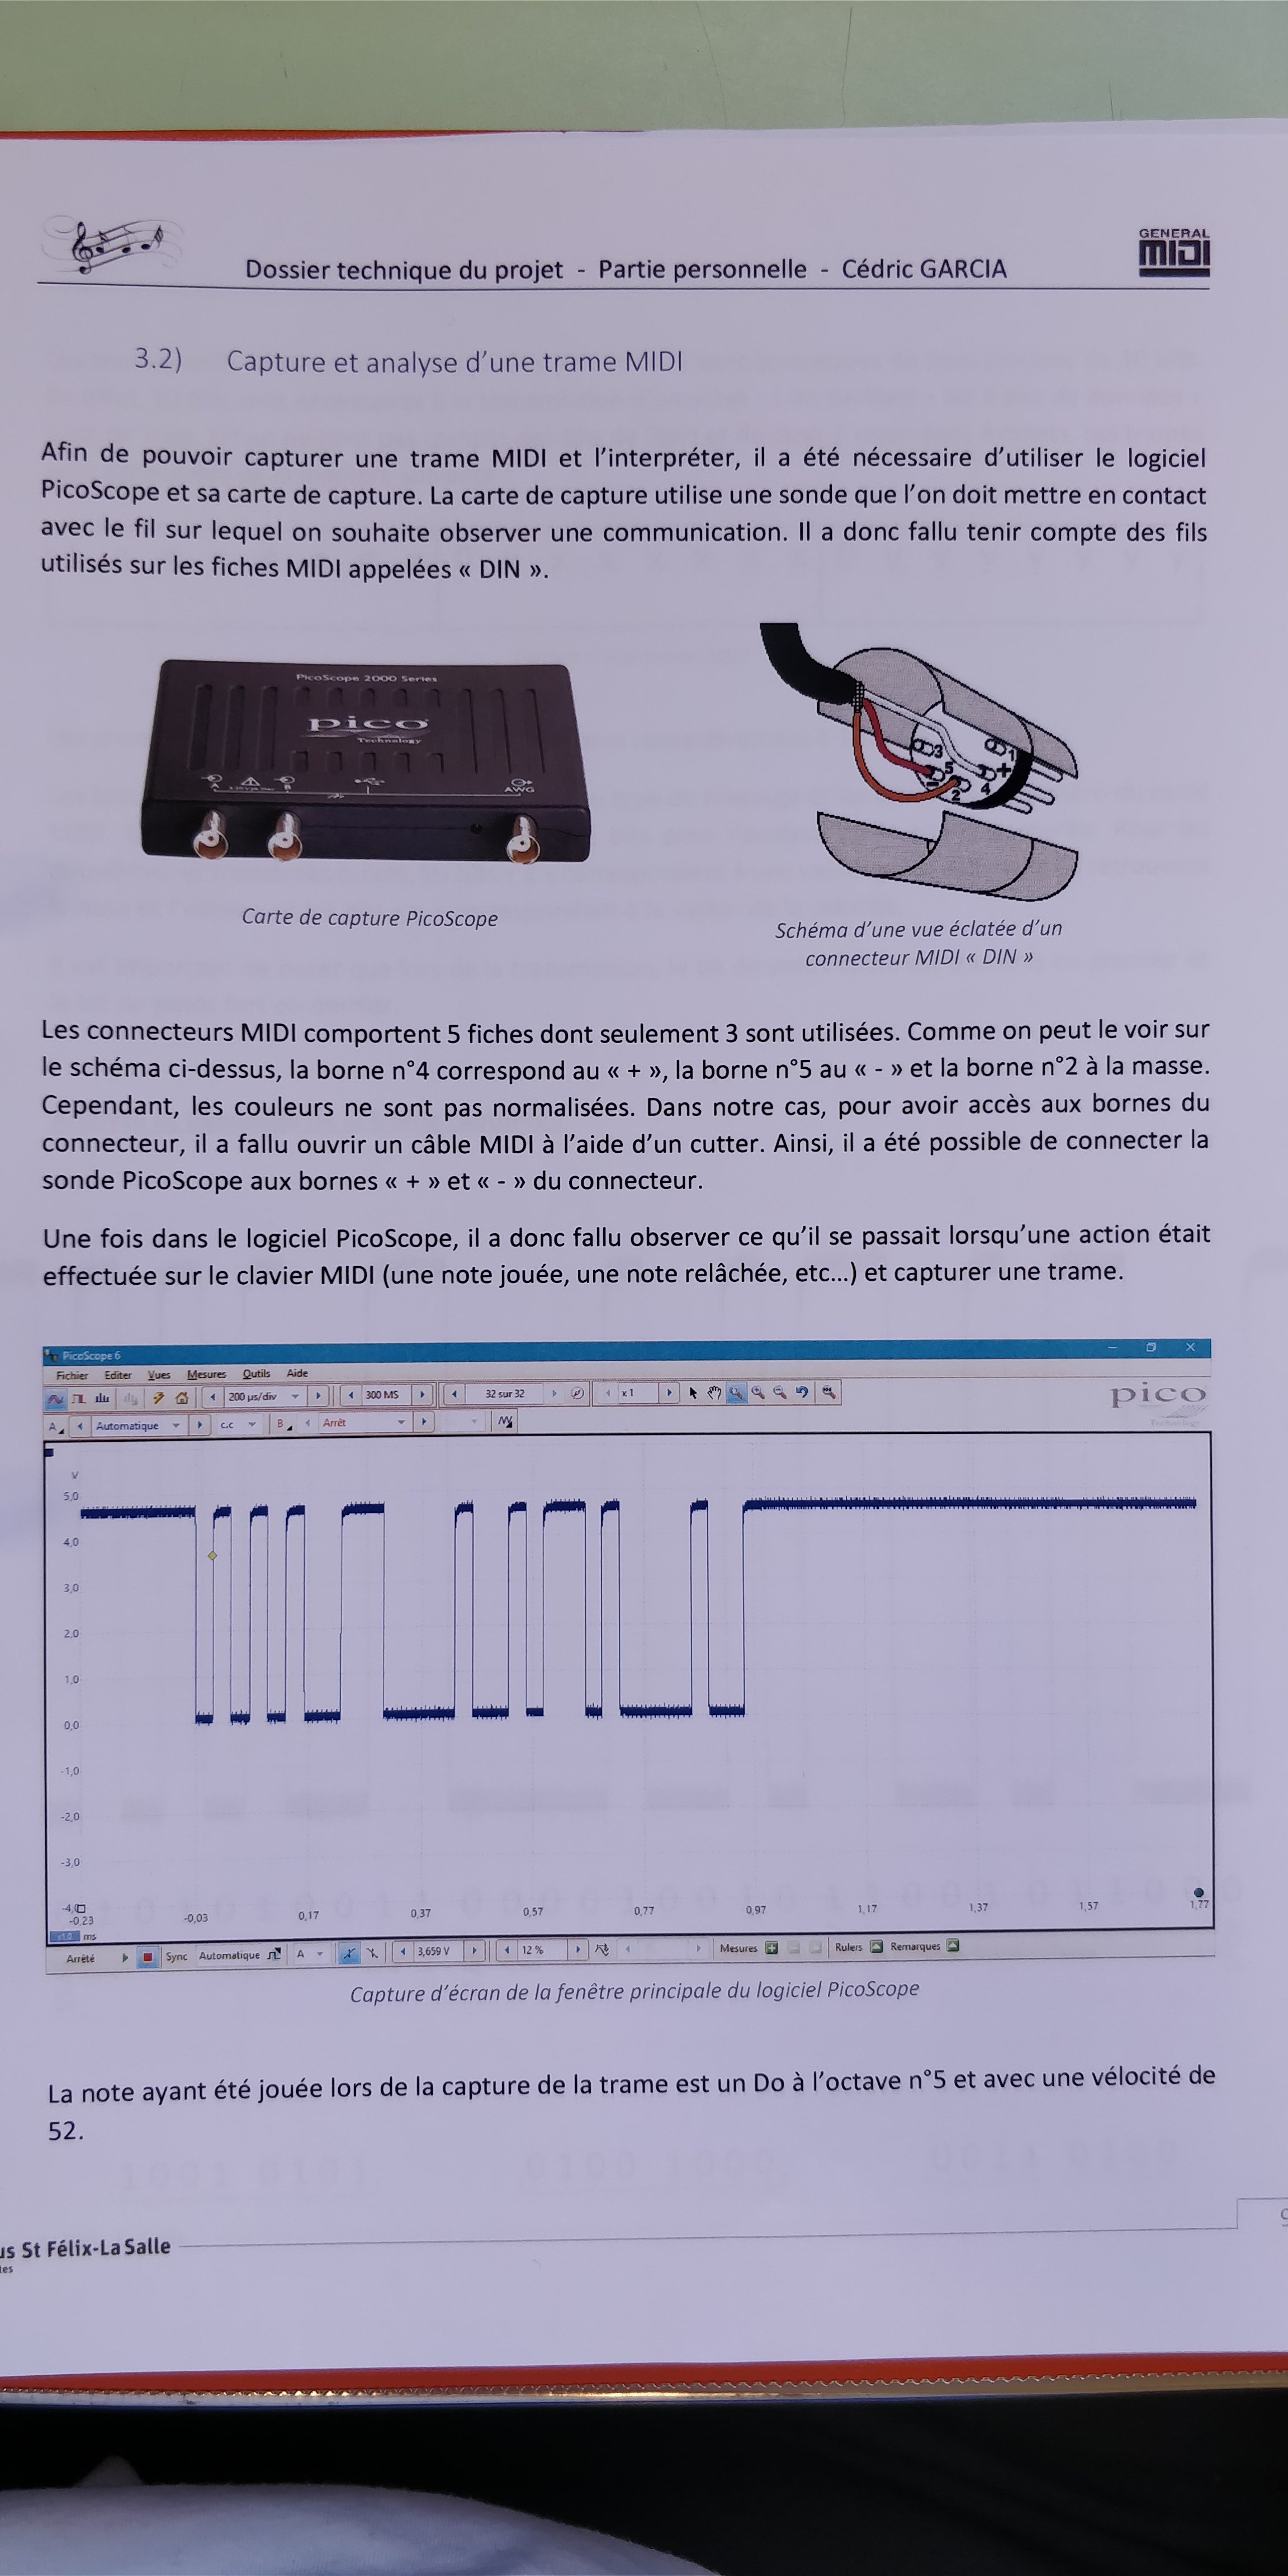 GENERAL
MIDI
Dossier technique du projet - Partie personnelle - Cédric GARCIA
3.2) Capture et analyse d'une trame MIDI
Afin de pouvoir capturer une trame MIDI et l'interpréter, il a été nécessaire d'utiliser le logiciel
PicoScope et sa carte de capture. La carte de capture utilise une sonde que l'on doit mettre en contact
avec le fil sur lequel on souhaite observer une communication. Il a donc fallu tenir compte des fils
utilisés sur les fiches MIDI appelées « DIN ».
PicoScope 2000 Series
pico
Technology
A
B
AWG
3
1
5
+
-
2
4
Carte de capture PicoScope
Schéma d'une vue éclatée d'un
connecteur MIDI « DIN »
Les connecteurs MIDI comportent 5 fiches dont seulement 3 sont utilisées. Comme on peut le voir sur
le schéma ci-dessus, la borne n°4 correspond au « + », la borne n°5 au « - » et la borne n°2 à la masse.
Cependant, les couleurs ne sont pas normalisées. Dans notre cas, pour avoir accès aux bornes du
connecteur, il a fallu ouvrir un câble MIDI à l'aide d'un cutter. Ainsi, il a été possible de connecter la
sonde PicoScope aux bornes « + » et « - » du connecteur.
Une fois dans le logiciel PicoScope, il a donc fallu observer ce qu'il se passait lorsqu'une action était
effectuée sur le clavier MIDI (une note jouée, une note relâchée, etc...) et capturer une trame.
PicoScope 6
Fichier Editer Vues Mesures Outils Aide
200 µs/div 300 MS 32 sur 32 x 1
pico
Technology
A Automatique c.c B Arrêt
V
5,0
4,0
3,0
2,0
1,0
0,0
-1,0
-2,0
-3,0
-4,0
-0,23 -0,03 0,17 0,37 0,57 0,77 0,97 1,17 1,37 1,57 1,77
x1,0 ms
Arrêté Sync Automatique A 3,659 V 12 % Mesures Rulers Remarques
Capture d'écran de la fenêtre principale du logiciel PicoScope
La note ayant été jouée lors de la capture de la trame est un Do à l'octave n°5 et avec une vélocité de
52.
1001 0101 0100 1000 0011 0100
us St Félix-La Salle
tes
9